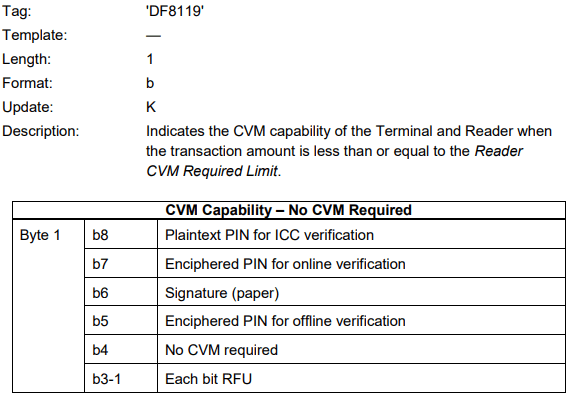 Tag: 'DF8119'
Template: —
Length: 1
Format: b
Update: K
Description: Indicates the CVM capability of the Terminal and Reader when
the transaction amount is less than or equal to the Reader
CVM Required Limit.
CVM Capability – No CVM Required
Byte 1 b8 Plaintext PIN for ICC verification
b7 Enciphered PIN for online verification
b6 Signature (paper)
b5 Enciphered PIN for offline verification
b4 No CVM required
b3-1 Each bit RFU